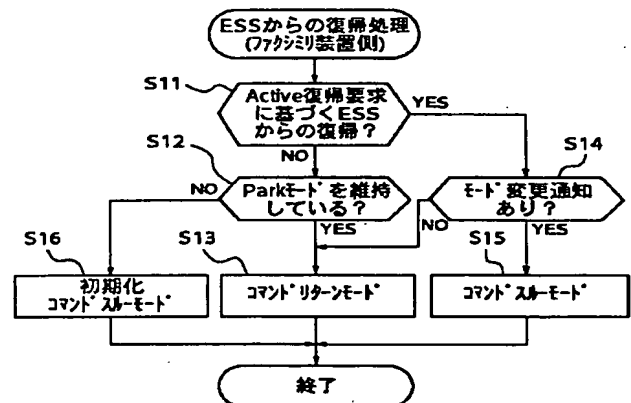 ESSからの復帰処理
(ファクシミリ装置側)
S11
Active復帰要求
に基づくESS
からの復帰?
YES
NO
S12
Parkモードを維持
している?
NO
YES
S14
モード変更通知
あり?
NO
YES
S16
初期化
コマンドスルーモード
S13
コマンドリターンモード
S15
コマンドスルーモード
終了